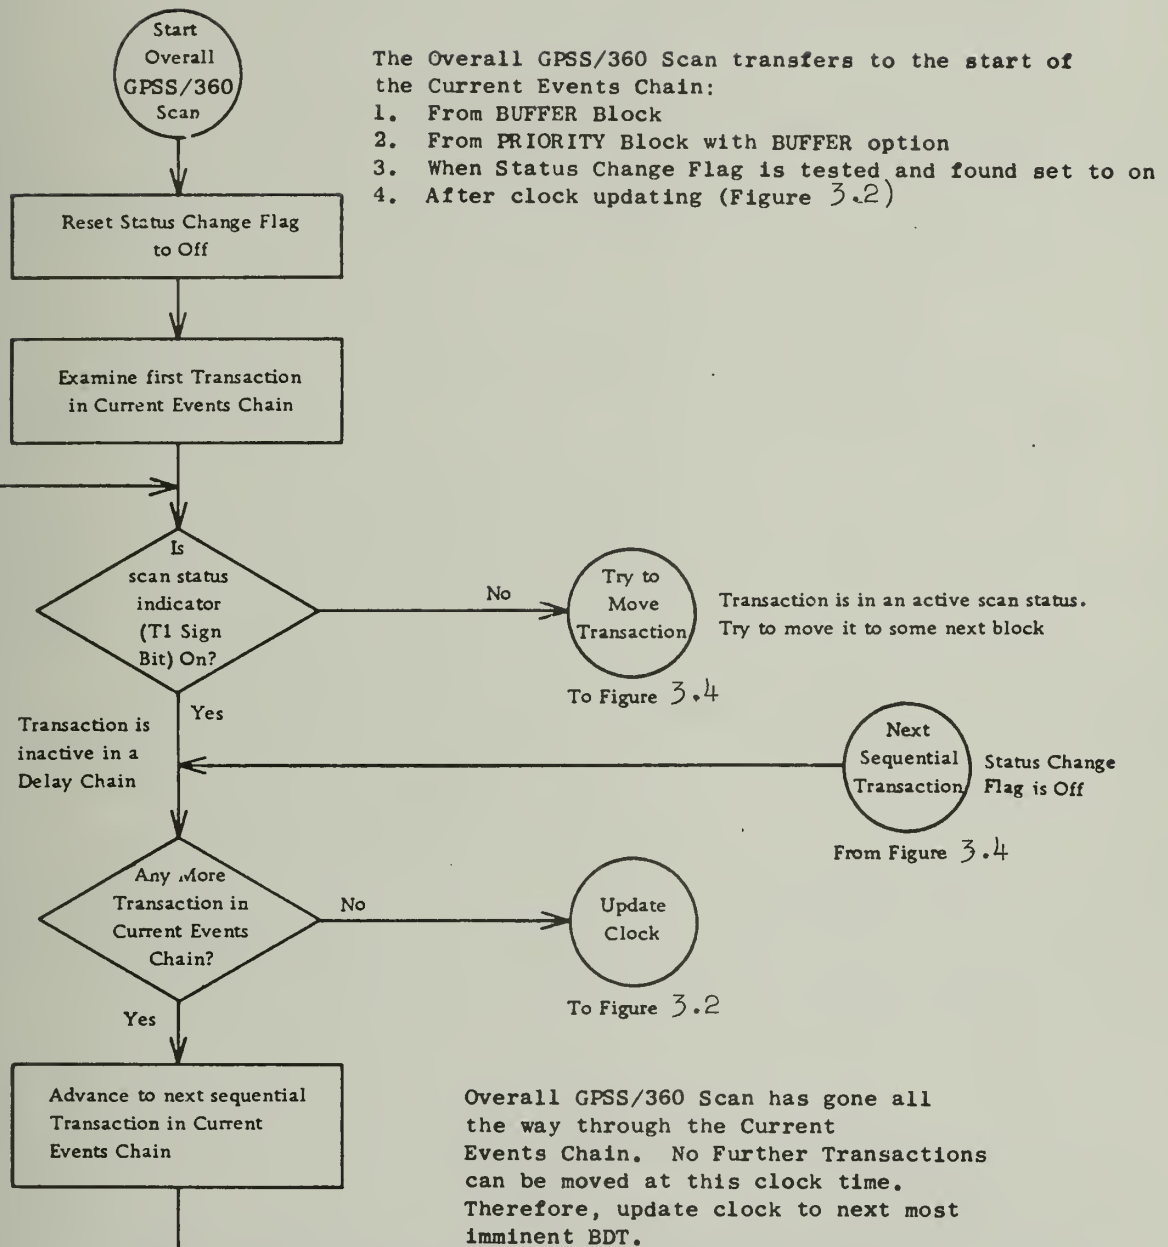 Start
Overall
GPSS/360
Scan
The Overall GPSS/360 Scan transfers to the start of
the Current Events Chain:
1. From BUFFER Block
2. From PRIORITY Block with BUFFER option
3. When Status Change Flag is tested and found set to on
4. After clock updating (Figure 3.2)
Reset Status Change Flag
to Off
Examine first Transaction
in Current Events Chain
Is
scan status
indicator
(T1 Sign
Bit) On?
No
Try to
Move
Transaction
Transaction is in an active scan status.
Try to move it to some next block
To Figure 3.4
Yes
Transaction is
inactive in a
Delay Chain
Next
Sequential
Transaction
Status Change
Flag is Off
From Figure 3.4
Any More
Transaction in
Current Events
Chain?
No
Update
Clock
To Figure 3.2
Yes
Advance to next sequential
Transaction in Current
Events Chain
Overall GPSS/360 Scan has gone all
the way through the Current
Events Chain. No Further Transactions
can be moved at this clock time.
Therefore, update clock to next most
imminent BDT.